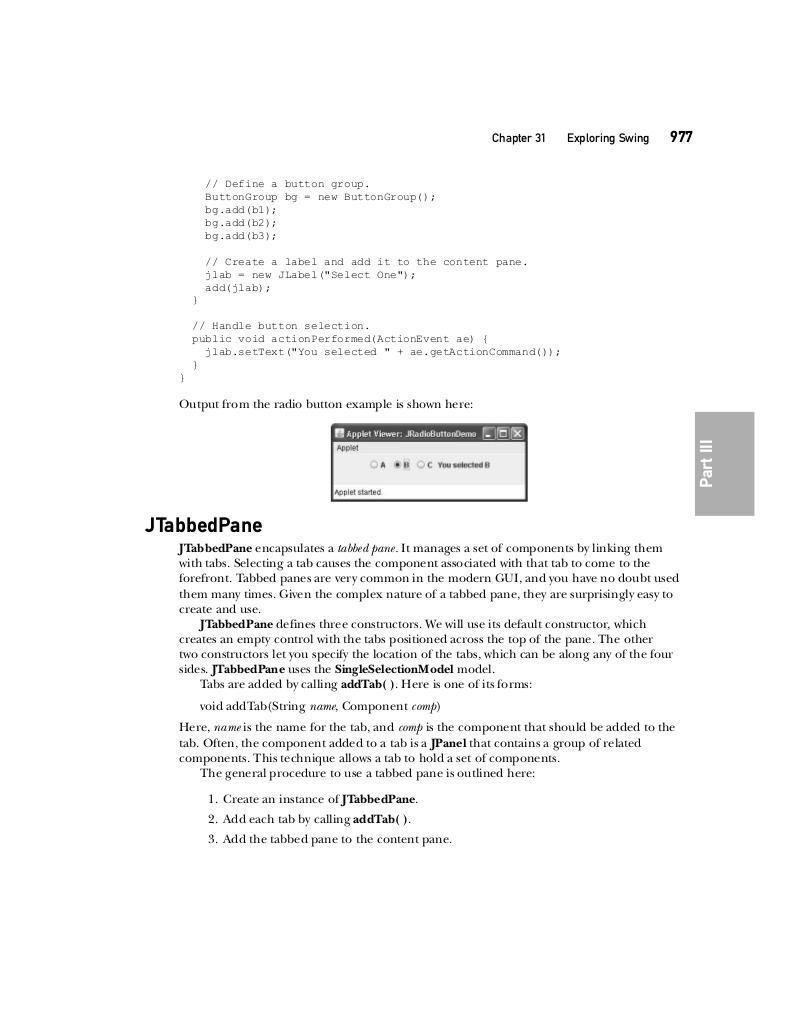 Chapter 31 Exploring Swing 977
// Define a button group.
ButtonGroup bg = new ButtonGroup();
bg.add(b1);
bg.add(b2);
bg.add(b3);
// Create a label and add it to the content pane.
jlab = new JLabel("Select One");
add(jlab);
}
// Handle button selection.
public void actionPerformed(ActionEvent ae) {
jlab.setText("You selected " + ae.getActionCommand());
}
}
Output from the radio button example is shown here:
Applet Viewer: JRadioButtonDemo
Applet
A B C You selected B
Applet started.
Part III
JTabbedPane
JTabbedPane encapsulates a tabbed pane. It manages a set of components by linking them
with tabs. Selecting a tab causes the component associated with that tab to come to the
forefront. Tabbed panes are very common in the modern GUI, and you have no doubt used
them many times. Given the complex nature of a tabbed pane, they are surprisingly easy to
create and use.
JTabbedPane defines three constructors. We will use its default constructor, which
creates an empty control with the tabs positioned across the top of the pane. The other
two constructors let you specify the location of the tabs, which can be along any of the four
sides. JTabbedPane uses the SingleSelectionModel model.
Tabs are added by calling addTab( ). Here is one of its forms:
void addTab(String name, Component comp)
Here, name is the name for the tab, and comp is the component that should be added to the
tab. Often, the component added to a tab is a JPanel that contains a group of related
components. This technique allows a tab to hold a set of components.
The general procedure to use a tabbed pane is outlined here:
1. Create an instance of JTabbedPane.
2. Add each tab by calling addTab( ).
3. Add the tabbed pane to the content pane.